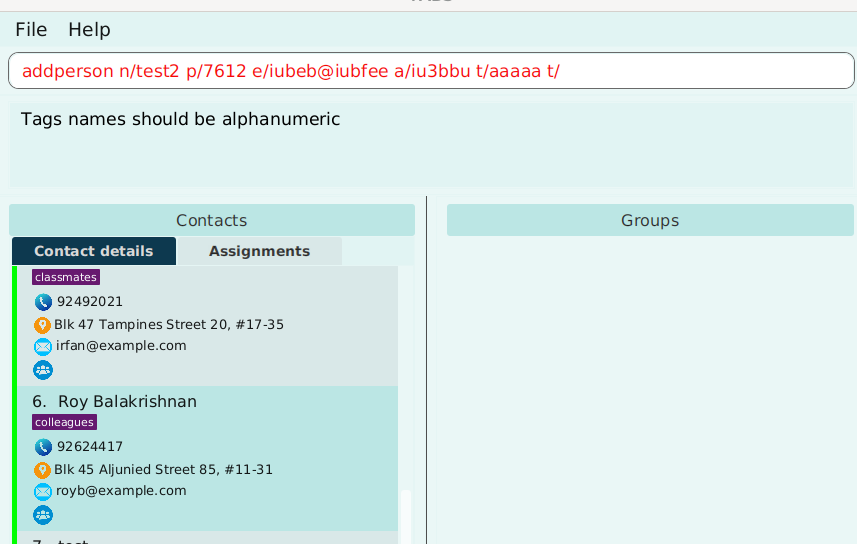 File Help
addperson n/test2 p/7612 e/iubeb@iubfee a/iu3bbu t/aaaaa t/
Tags names should be alphanumeric
Contacts
Contact details Assignments
classmates
92492021
Blk 47 Tampines Street 20, #17-35
irfan@example.com
6. Roy Balakrishnan
colleagues
92624417
Blk 45 Aljunied Street 85, #11-31
royb@example.com
7. test
Groups